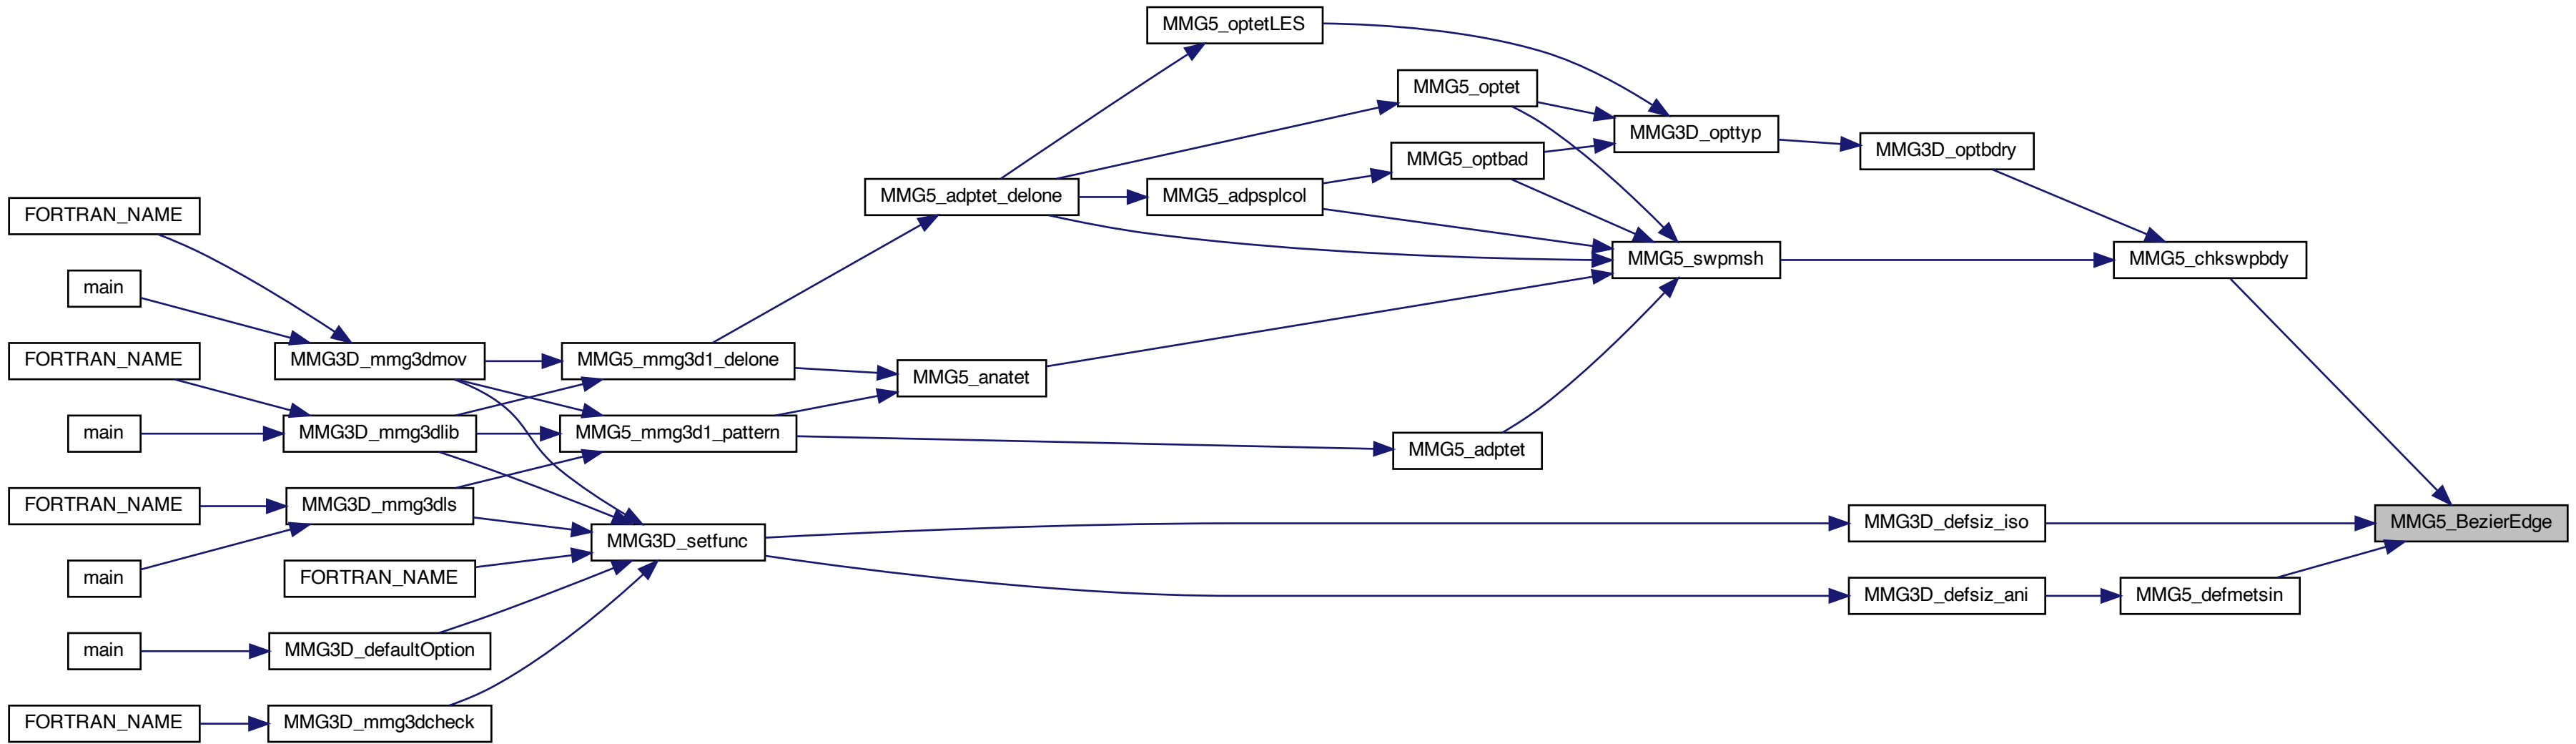 MMG5_optetLES
MMG5_optet
MMG3D_opttyp
MMG3D_optbdry
MMG5_optbad
MMG5_adptet_delone
MMG5_adpsplcol
FORTRAN_NAME
MMG5_swpmsh
MMG5_chkswpbdy
main
FORTRAN_NAME
MMG3D_mmg3dmov
MMG5_mmg3d1_delone
MMG5_anatet
main
MMG3D_mmg3dlib
MMG5_mmg3d1_pattern
MMG5_adptet
FORTRAN_NAME
MMG3D_mmg3dls
MMG3D_setfunc
MMG3D_defsiz_iso
MMG5_BezierEdge
main
FORTRAN_NAME
MMG3D_defsiz_ani
MMG5_defmetsin
main
MMG3D_defaultOption
FORTRAN_NAME
MMG3D_mmg3dcheck